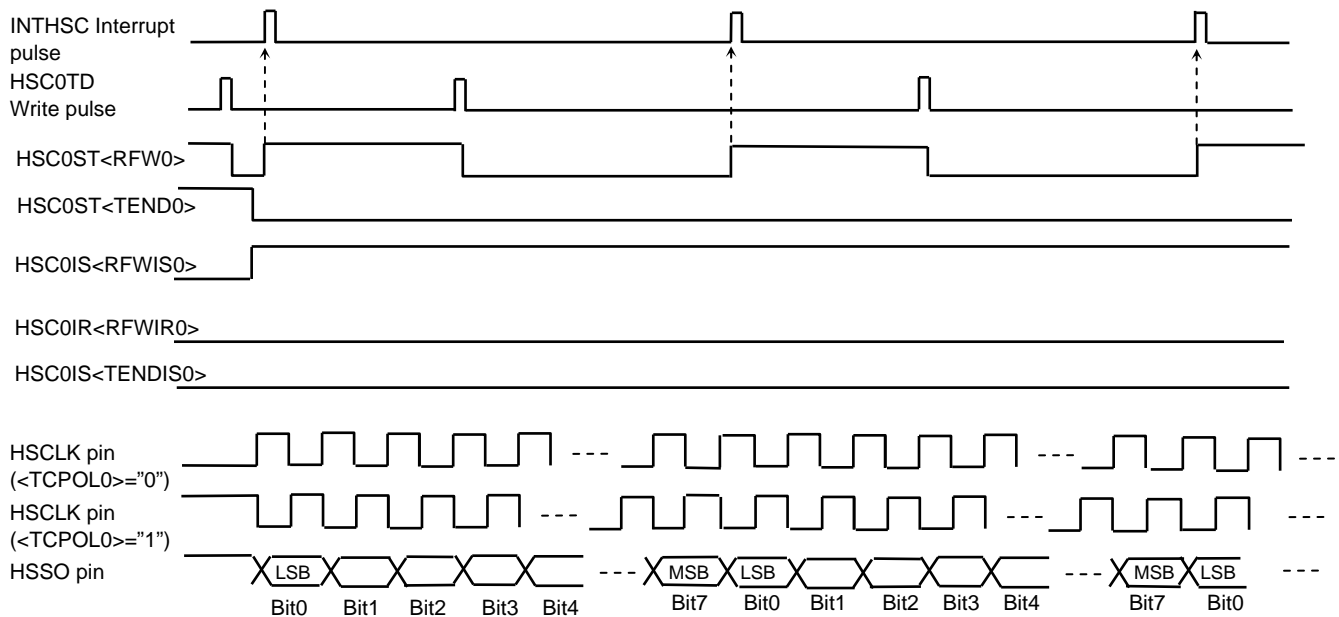 INTHSC Interrupt
pulse
HSC0TD
Write pulse
HSC0ST<RFW0>
HSC0ST<TEND0>
HSC0IS<RFWIS0>
HSC0IR<RFWIR0>
HSC0IS<TENDIS0>
HSCLK pin
(<TCPOL0>="0")
HSCLK pin
(<TCPOL0>="1")
HSSO pin
LSB MSB LSB MSB LSB
Bit0 Bit1 Bit2 Bit3 Bit4 Bit7 Bit0 Bit1 Bit2 Bit3 Bit4 Bit7 Bit0